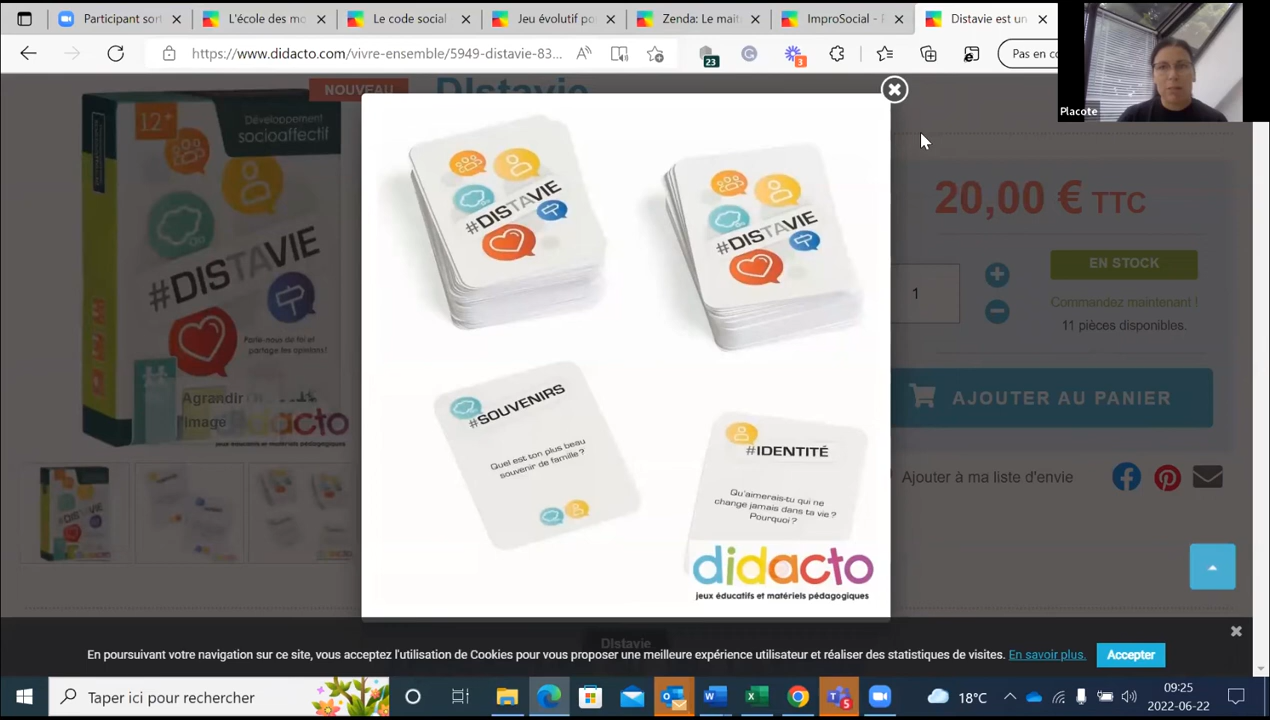 Participant sort
L'école des mo
Le code social
Jeu évolutif po
Zenda: Le mait
ImproSocial - F
Distavie est un
https://www.didacto.com/vivre-ensemble/5949-distavie-83...
23
3
Pas en co
Placote
NOUVEAU
DIstavie
12+
Développement
socioaffectif
#DISTAVIE
Parle-nous de toi et
partage tes opinions!
Agrandir
l'image
didacto
jeux éducatifs et matériels pédagogiques
#DISTAVIE
#DISTAVIE
#SOUVENIRS
Quel est ton plus beau
souvenir de famille ?
#IDENTITÉ
Qu'aimerais-tu qui ne
change jamais dans ta vie ?
Pourquoi ?
didacto
jeux éducatifs et matériels pédagogiques
20,00 € TTC
1
EN STOCK
Commandez maintenant !
11 pièces disponibles.
AJOUTER AU PANIER
Ajouter à ma liste d'envie
DIstavie
En poursuivant votre navigation sur ce site, vous acceptez l'utilisation de Cookies pour vous proposer une meilleure expérience utilisateur et réaliser des statistiques de visites. En savoir plus.
Accepter
Taper ici pour rechercher
5
18°C
09:25
2022-06-22